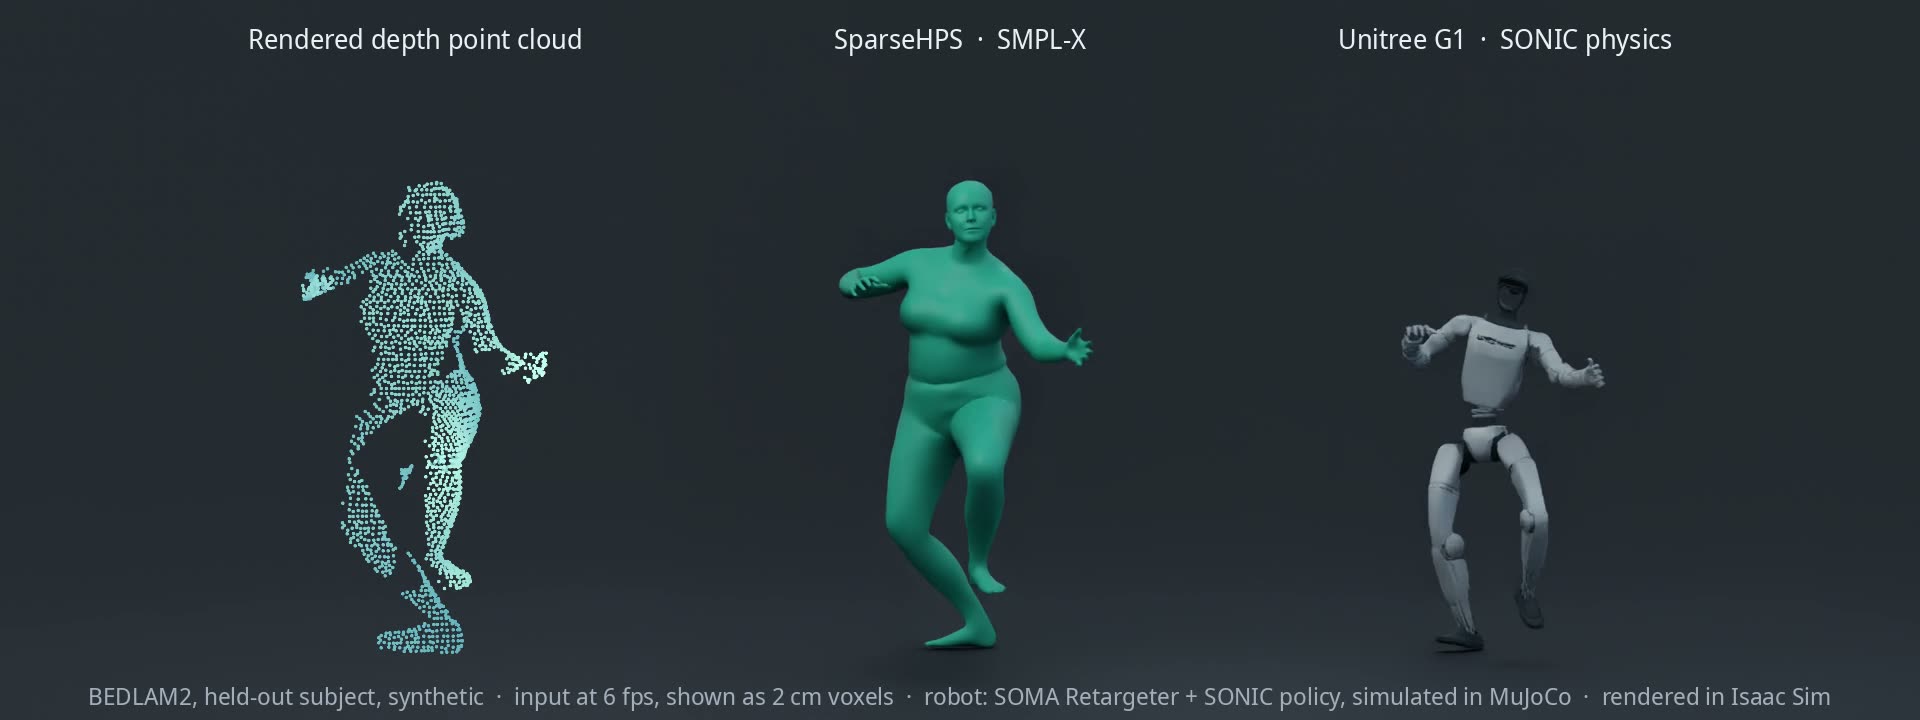 Rendered depth point cloud
SparseHPS · SMPL-X
Unitree G1 · SONIC physics
BEDLAM2, held-out subject, synthetic · input at 6 fps, shown as 2 cm voxels · robot: SOMA Retargeter + SONIC policy, simulated in MuJoCo · rendered in Isaac Sim